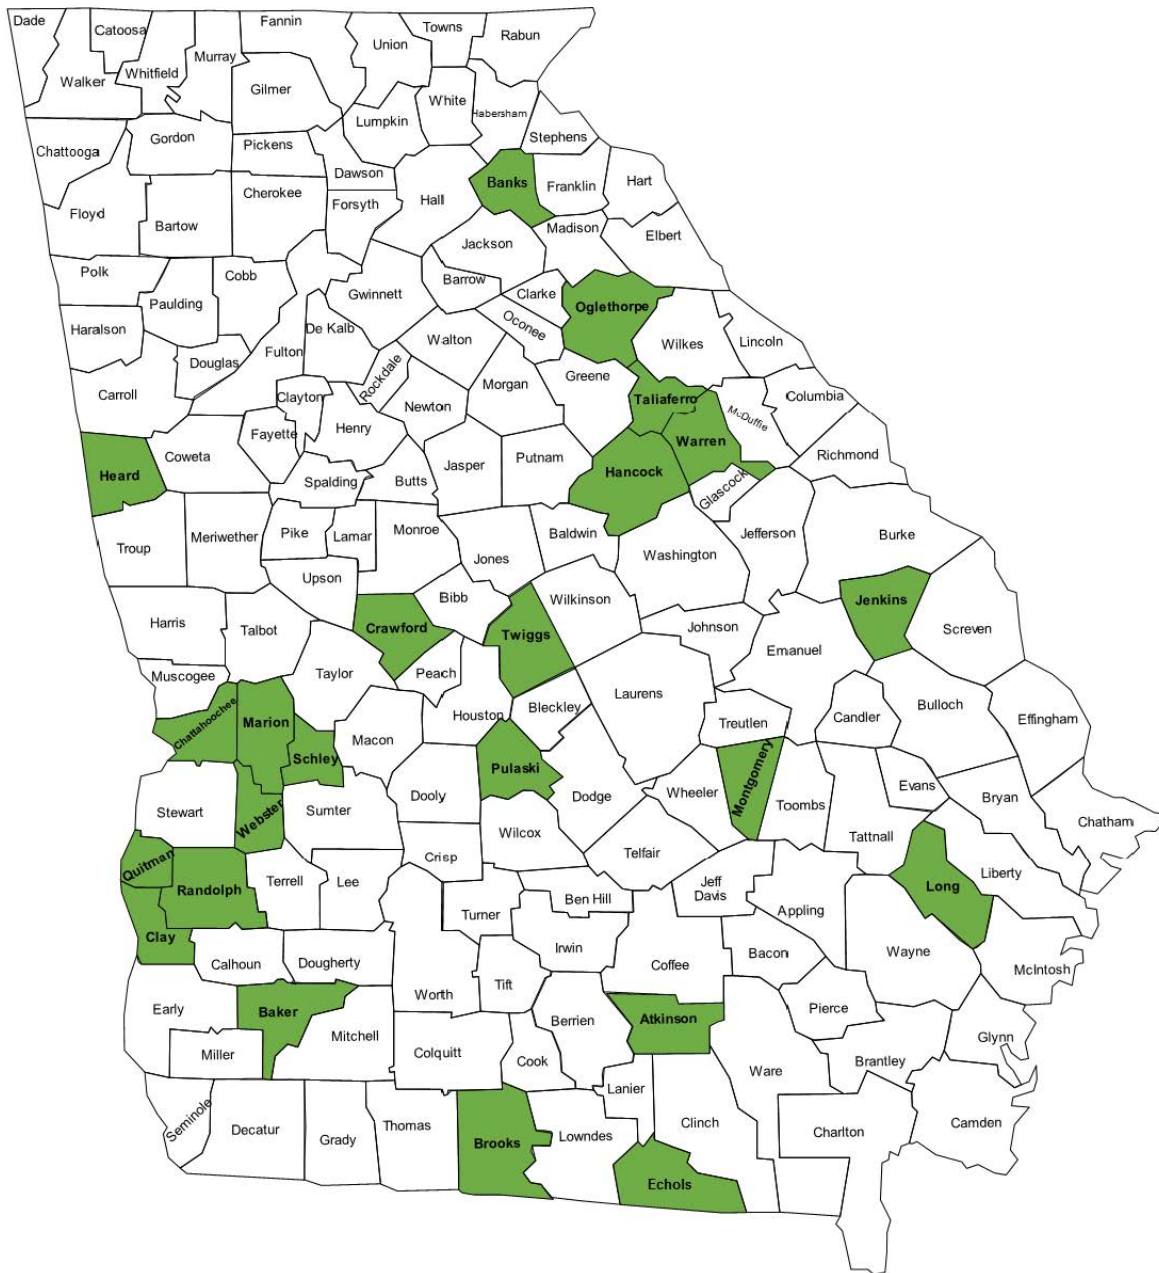 Dade
Catoosa
Fannin
Towns
Rabun
Union
Walker
Whitfield
Murray
Gilmer
White
Habersham
Lumpkin
Stephens
Chattooga
Gordon
Pickens
Dawson
Banks
Franklin
Hart
Floyd
Bartow
Cherokee
Forsyth
Hall
Madison
Elbert
Jackson
Polk
Paulding
Cobb
Gwinnett
Barrow
Clarke
Oglethorpe
Oconee
Haralson
Douglas
Fulton
De Kalb
Walton
Wilkes
Lincoln
Carroll
Clayton
Rockdale
Newton
Morgan
Greene
Taliaferro
McDuffie
Columbia
Heard
Coweta
Fayette
Henry
Spalding
Butts
Jasper
Putnam
Hancock
Warren
Glascock
Richmond
Troup
Meriwether
Pike
Lamar
Monroe
Jones
Baldwin
Washington
Jefferson
Burke
Upson
Bibb
Wilkinson
Harris
Talbot
Crawford
Twiggs
Johnson
Jenkins
Screven
Muscogee
Taylor
Peach
Emanuel
Chattahoochee
Marion
Schley
Macon
Houston
Bleckley
Laurens
Treutlen
Candler
Bulloch
Effingham
Stewart
Webster
Sumter
Dooly
Pulaski
Dodge
Wheeler
Montgomery
Toombs
Tattnall
Evans
Bryan
Chatham
Quitman
Randolph
Terrell
Lee
Crisp
Wilcox
Telfair
Jeff
Davis
Appling
Long
Liberty
Clay
Calhoun
Dougherty
Turner
Ben Hill
Irwin
Coffee
Bacon
Wayne
McIntosh
Early
Baker
Mitchell
Worth
Tift
Berrien
Atkinson
Pierce
Glynn
Miller
Colquitt
Cook
Lanier
Ware
Brantley
Seminole
Decatur
Grady
Thomas
Brooks
Lowndes
Clinch
Charlton
Camden
Echols